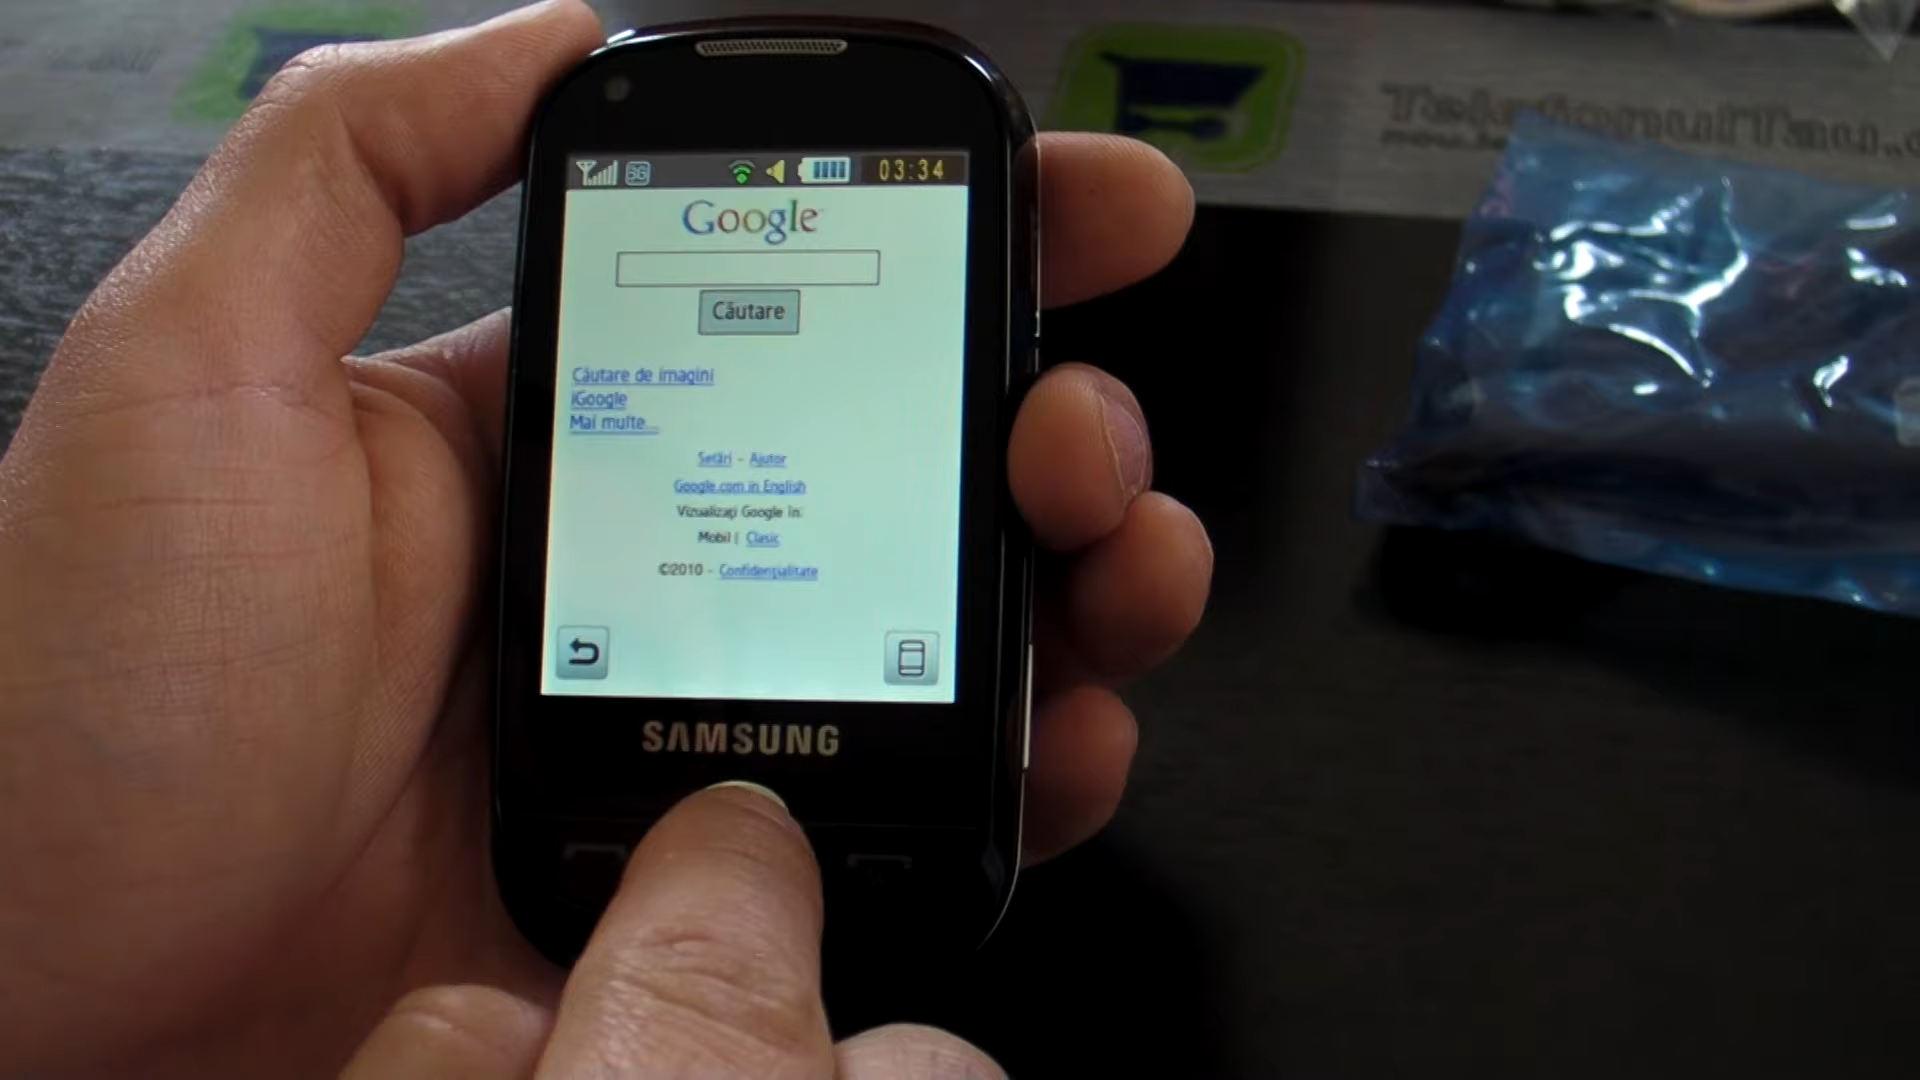 TelefonulTau.
3G
03:34
Google
Căutare
Căutare de imagini
iGoogle
Mai multe...
Setări - Ajutor
Google.com in English
Vizualizaţi Google în:
Mobil | Clasic
©2010 - Confidenţialitate
SAMSUNG